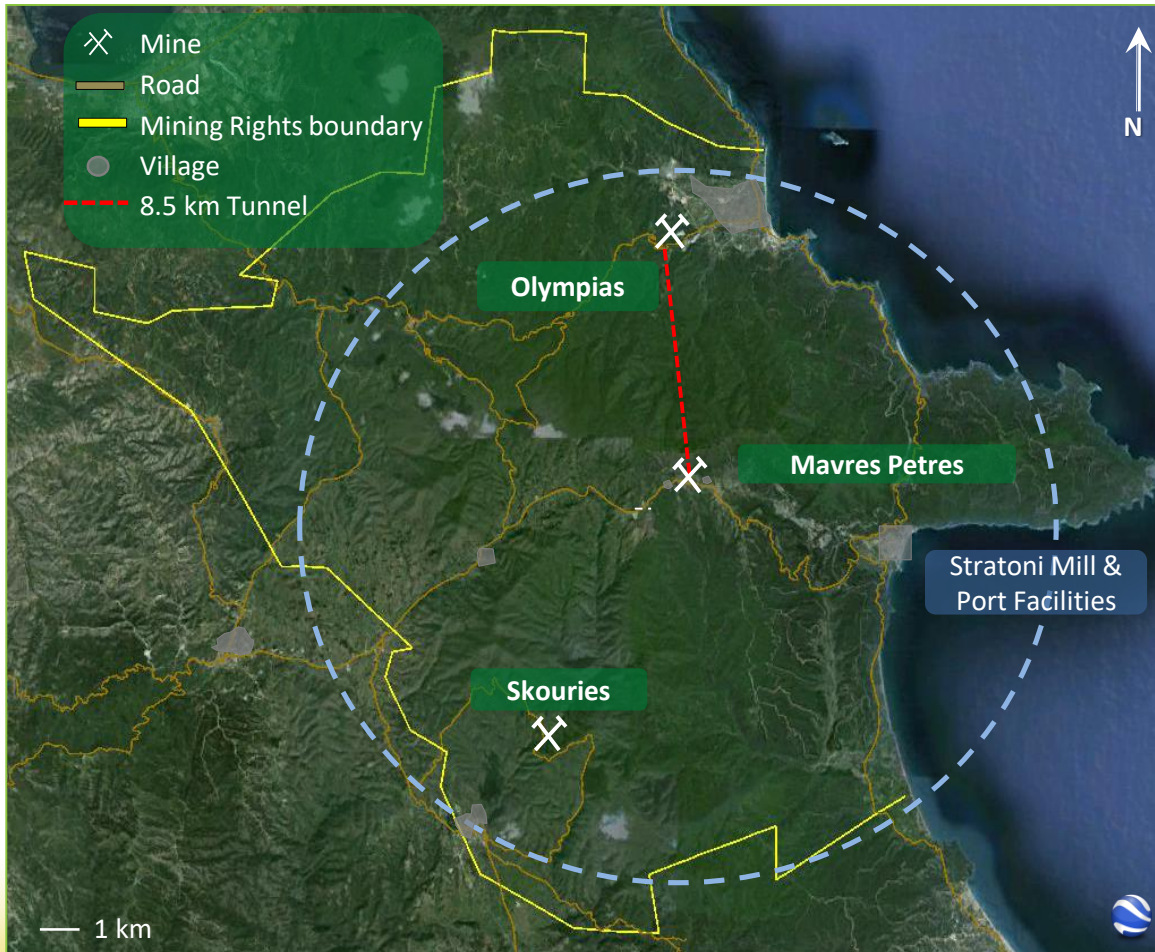 Mine
Road
Mining Rights boundary
Village
8.5 km Tunnel
N
Olympias
Mavres Petres
Stratoni Mill &
Port Facilities
Skouries
1 km